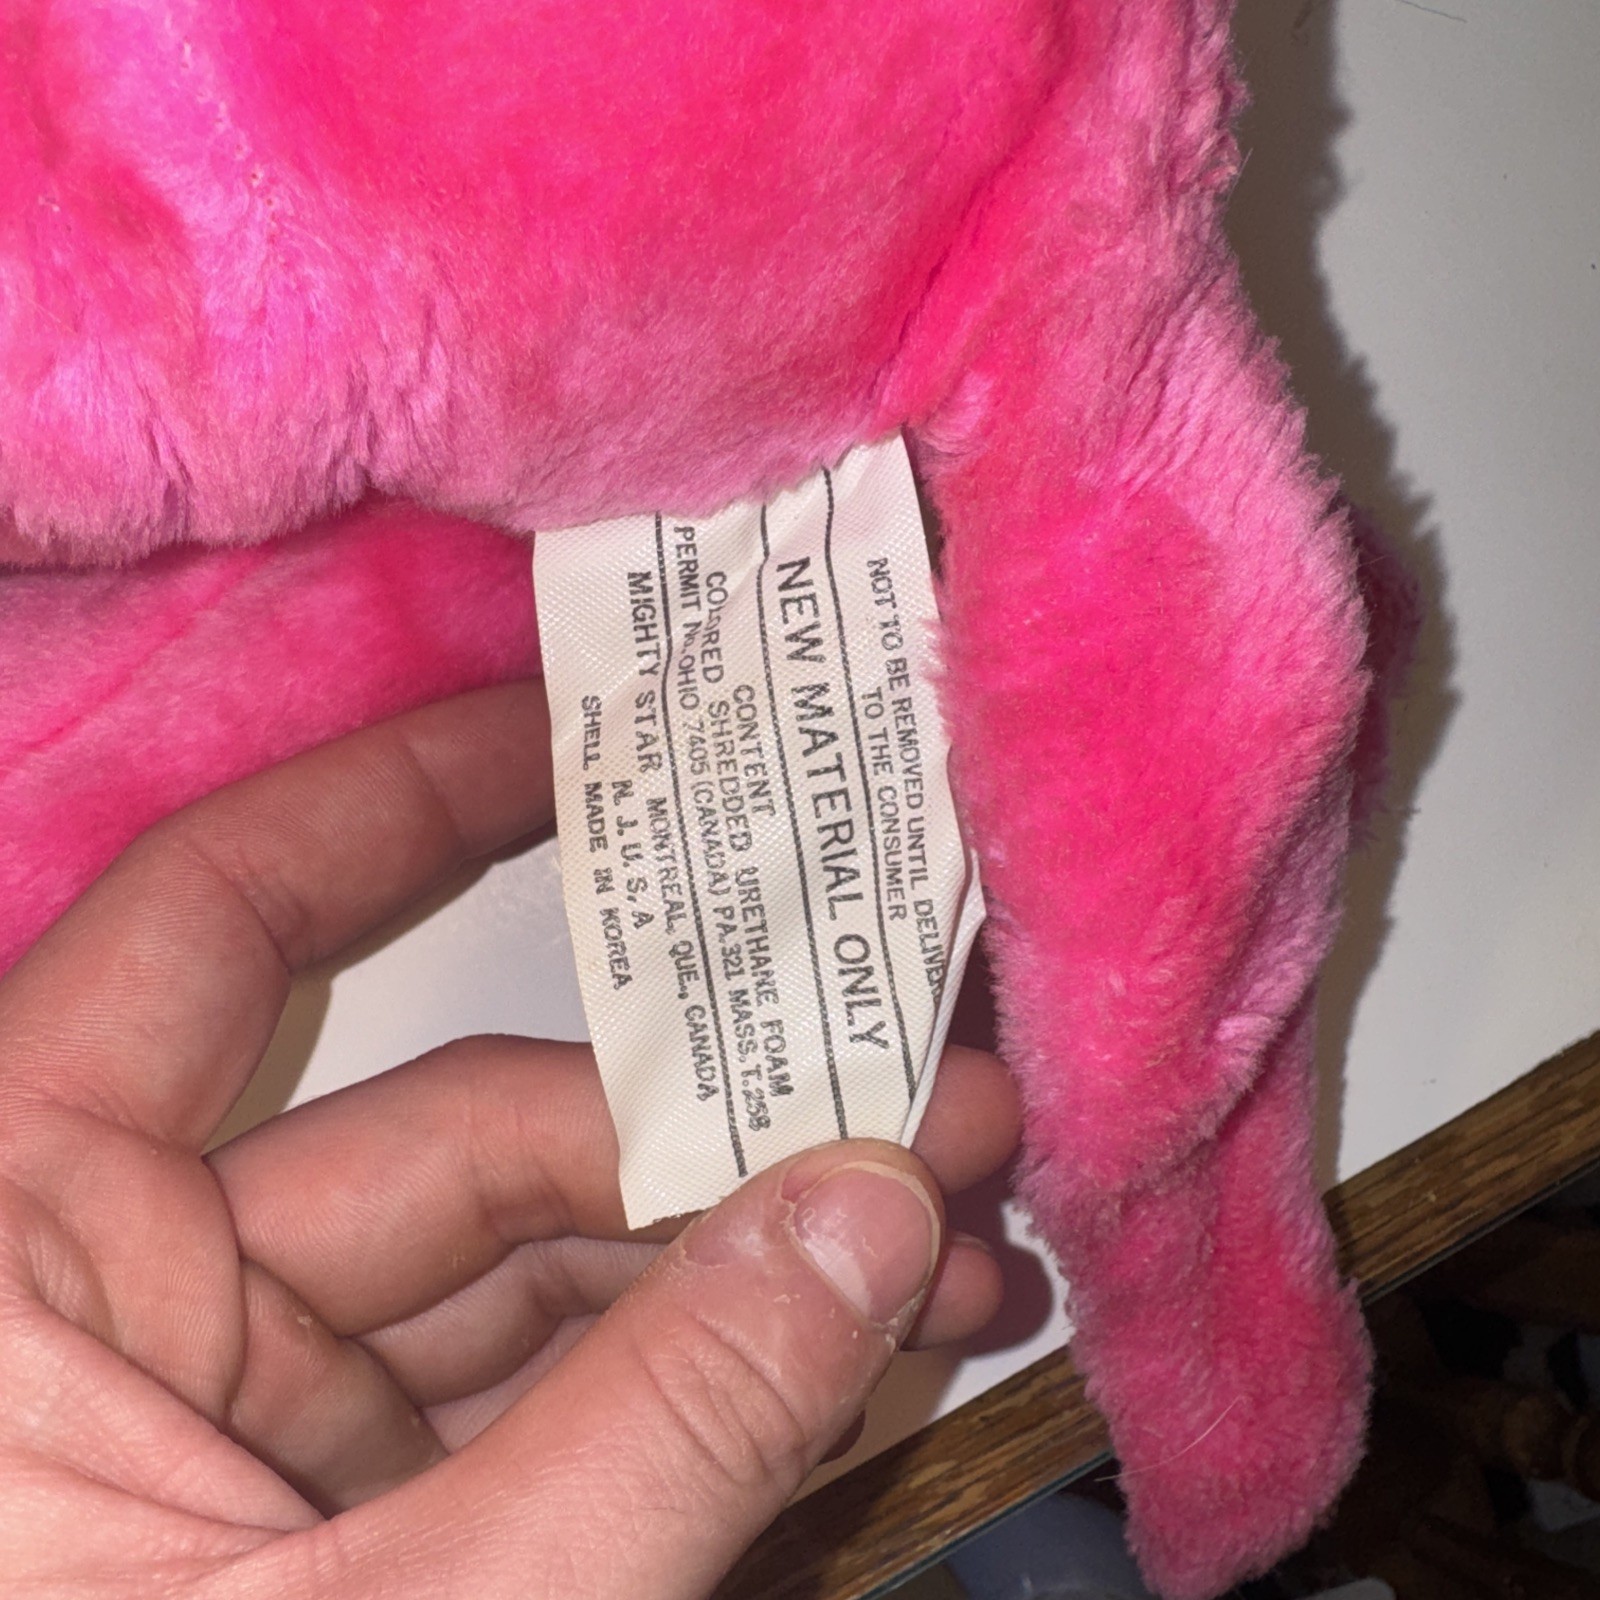 NOT TO BE REMOVED UNTIL DELIVERED
TO THE CONSUMER
NEW MATERIAL ONLY
CONTENT
COLORED SHREDDED URETHANE FOAM
PERMIT No. OHIO 7405 (CANADA) PA.321 MASS. T.258
MIGHTY STAR MONTREAL, QUE., CANADA
N. J. U. S. A
SHELL MADE IN KOREA